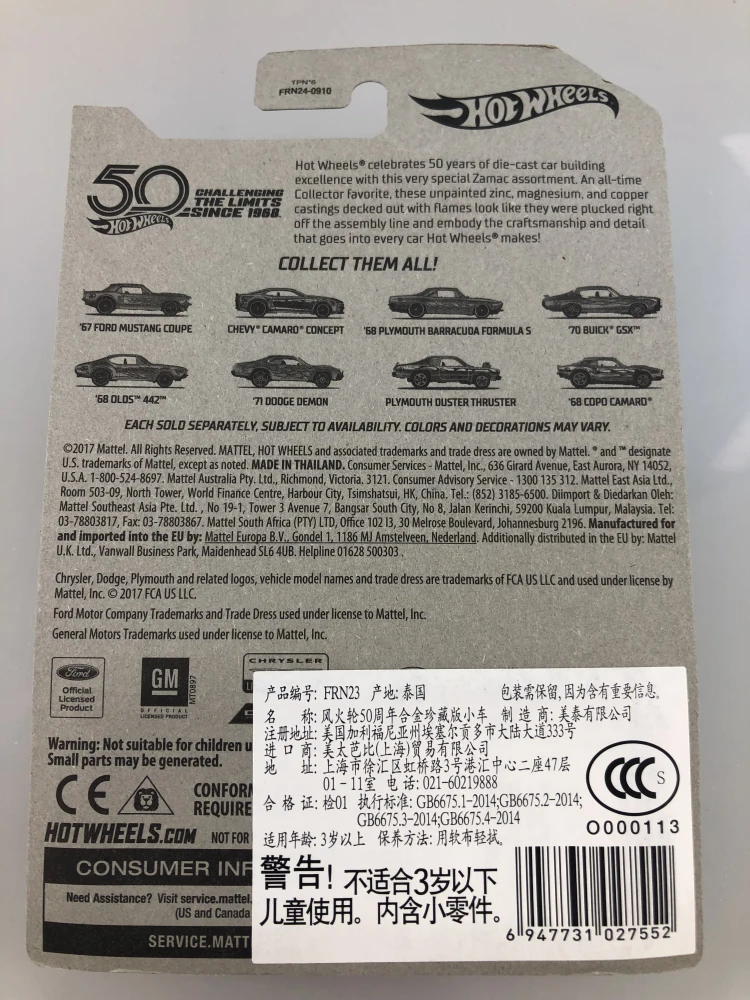 TPN°6
FRN24-0910
HOT WHEELS
50
HOT WHEELS
CHALLENGING
THE LIMITS
SINCE 1968.
Hot Wheels® celebrates 50 years of die-cast car building
excellence with this very special Zamac assortment. An all-time
Collector favorite, these unpainted zinc, magnesium, and copper
castings decked out with flames look like they were plucked right
off the assembly line and embody the craftsmanship and detail
that goes into every car Hot Wheels® makes!
COLLECT THEM ALL!
'67 FORD MUSTANG COUPE
CHEVY® CAMARO® CONCEPT
'68 PLYMOUTH BARRACUDA FORMULA S
'70 BUICK® GSX™
'68 OLDS™ 442™
'71 DODGE DEMON
PLYMOUTH DUSTER THRUSTER
'68 COPO CAMARO®
EACH SOLD SEPARATELY, SUBJECT TO AVAILABILITY. COLORS AND DECORATIONS MAY VARY.
©2017 Mattel. All Rights Reserved. MATTEL, HOT WHEELS and associated trademarks and trade dress are owned by Mattel. ® and ™ designate
U.S. trademarks of Mattel, except as noted. MADE IN THAILAND. Consumer Services - Mattel, Inc., 636 Girard Avenue, East Aurora, NY 14052,
U.S.A. 1-800-524-8697. Mattel Australia Pty. Ltd., Richmond, Victoria. 3121. Consumer Advisory Service - 1300 135 312. Mattel East Asia Ltd.,
Room 503-09, North Tower, World Finance Centre, Harbour City, Tsimshatsui, HK, China. Tel.: (852) 3185-6500. Diimport & Diedarkan Oleh:
Mattel Southeast Asia Pte. Ltd. , No 19-1, Tower 3 Avenue 7, Bangsar South City, No 8, Jalan Kerinchi, 59200 Kuala Lumpur, Malaysia. Tel:
03-78803817, Fax: 03-78803867. Mattel South Africa (PTY) LTD, Office 102 I3, 30 Melrose Boulevard, Johannesburg 2196. Manufactured for
and imported into the EU by: Mattel Europa B.V., Gondel 1, 1186 MJ Amstelveen, Nederland. Additionally distributed in the EU by: Mattel
U.K. Ltd., Vanwall Business Park, Maidenhead SL6 4UB. Helpline 01628 500303 .
Chrysler, Dodge, Plymouth and related logos, vehicle model names and trade dress are trademarks of FCA US LLC and used under license by
Mattel, Inc. © 2017 FCA US LLC.
Ford Motor Company Trademarks and Trade Dress used under license to Mattel, Inc.
General Motors Trademarks used under license to Mattel, Inc.
Ford
Official
Licensed
Product
GM
OFFICIAL
LICENSED PRODUCT
MT0897
CHRYSLER
Warning: Not suitable for children u
Small parts may be generated.
CE
CONFORM
REQUIRE
HOTWHEELS.COM NOT FOR
CONSUMER INF
Need Assistance? Visit service.mattel.
(US and Canada
SERVICE.MATT
产品编号: FRN23 产地: 泰国 包装需保留,因为含有重要信息。
名 称: 风火轮50周年合金珍藏版小车 制 造 商: 美泰有限公司
注册地址: 美国加利福尼亚州埃塞尔贡多市大陆大道333号
进 口 商: 美太芭比(上海)贸易有限公司
地 址: 上海市徐汇区虹桥路3号港汇中心二座47层
01－11室 电 话: 021-60219888
合 格 证: 检01 执行标准: GB6675.1-2014;GB6675.2-2014;
GB6675.3-2014;GB6675.4-2014
适用年龄: 3岁以上 保养方法: 用软布轻拭。
CCC S
O000113
警告! 不适合3岁以下
儿童使用。内含小零件。
6 947731 027552